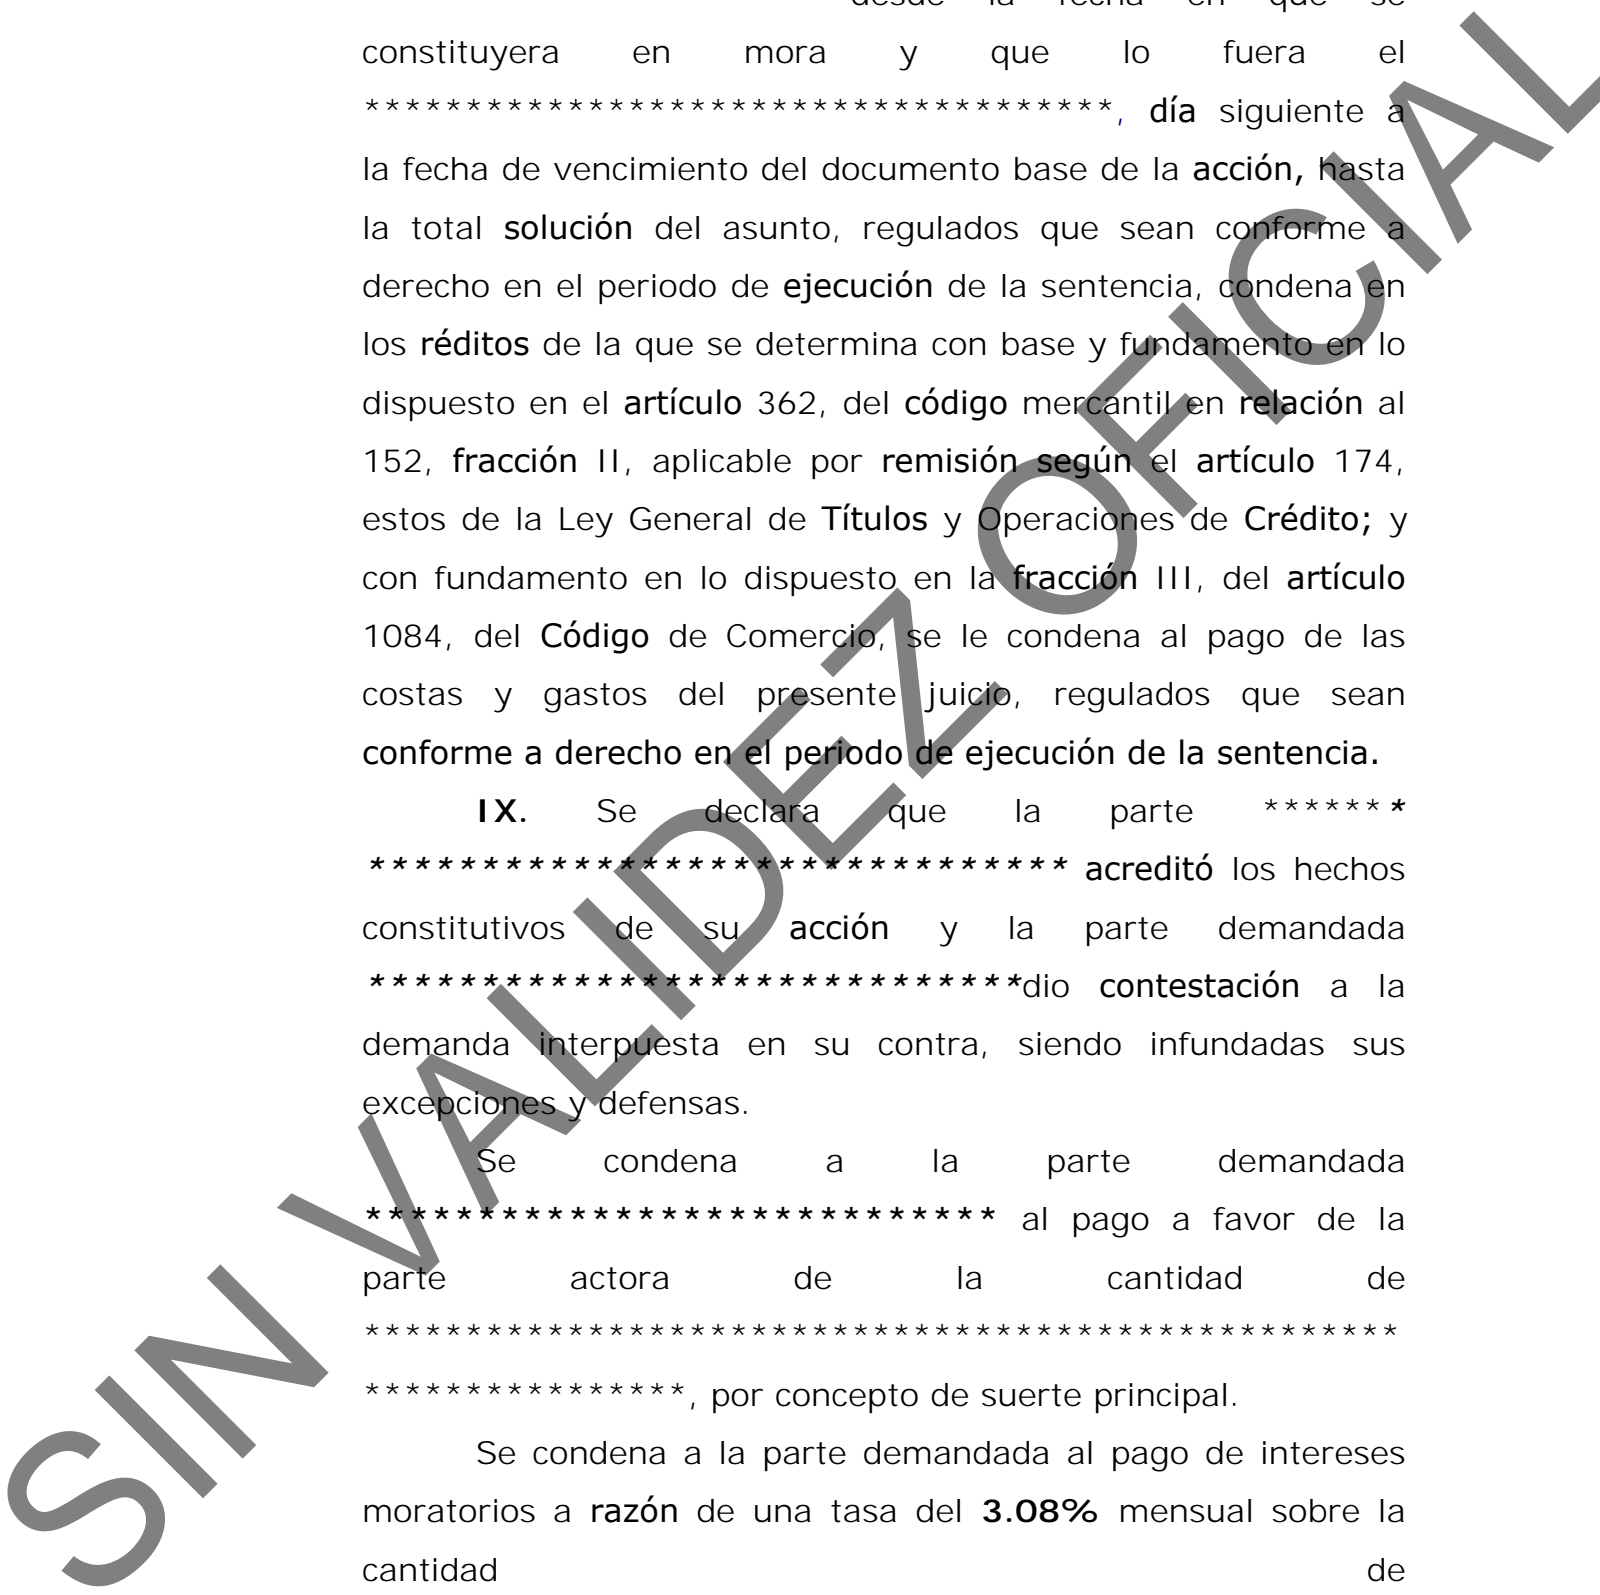 desde la fecha en que se
constituyera en mora y que lo fuera el
*************************************, día siguiente a
la fecha de vencimiento del documento base de la acción, hasta
la total solución del asunto, regulados que sean conforme a
derecho en el periodo de ejecución de la sentencia, condena en
los réditos de la que se determina con base y fundamento en lo
dispuesto en el artículo 362, del código mercantil en relación al
152, fracción II, aplicable por remisión según el artículo 174,
estos de la Ley General de Títulos y Operaciones de Crédito; y
con fundamento en lo dispuesto en la fracción III, del artículo
1084, del Código de Comercio, se le condena al pago de las
costas y gastos del presente juicio, regulados que sean
conforme a derecho en el periodo de ejecución de la sentencia.
IX. Se declara que la parte *******
******************************* acreditó los hechos
constitutivos de su acción y la parte demandada
*****************************dio contestación a la
demanda interpuesta en su contra, siendo infundadas sus
excepciones y defensas.
Se condena a la parte demandada
**************************** al pago a favor de la
parte actora de la cantidad de
***************************************************
****************, por concepto de suerte principal.
Se condena a la parte demandada al pago de intereses
moratorios a razón de una tasa del 3.08% mensual sobre la
cantidad de
SIN VALIDEZ OFICIAL